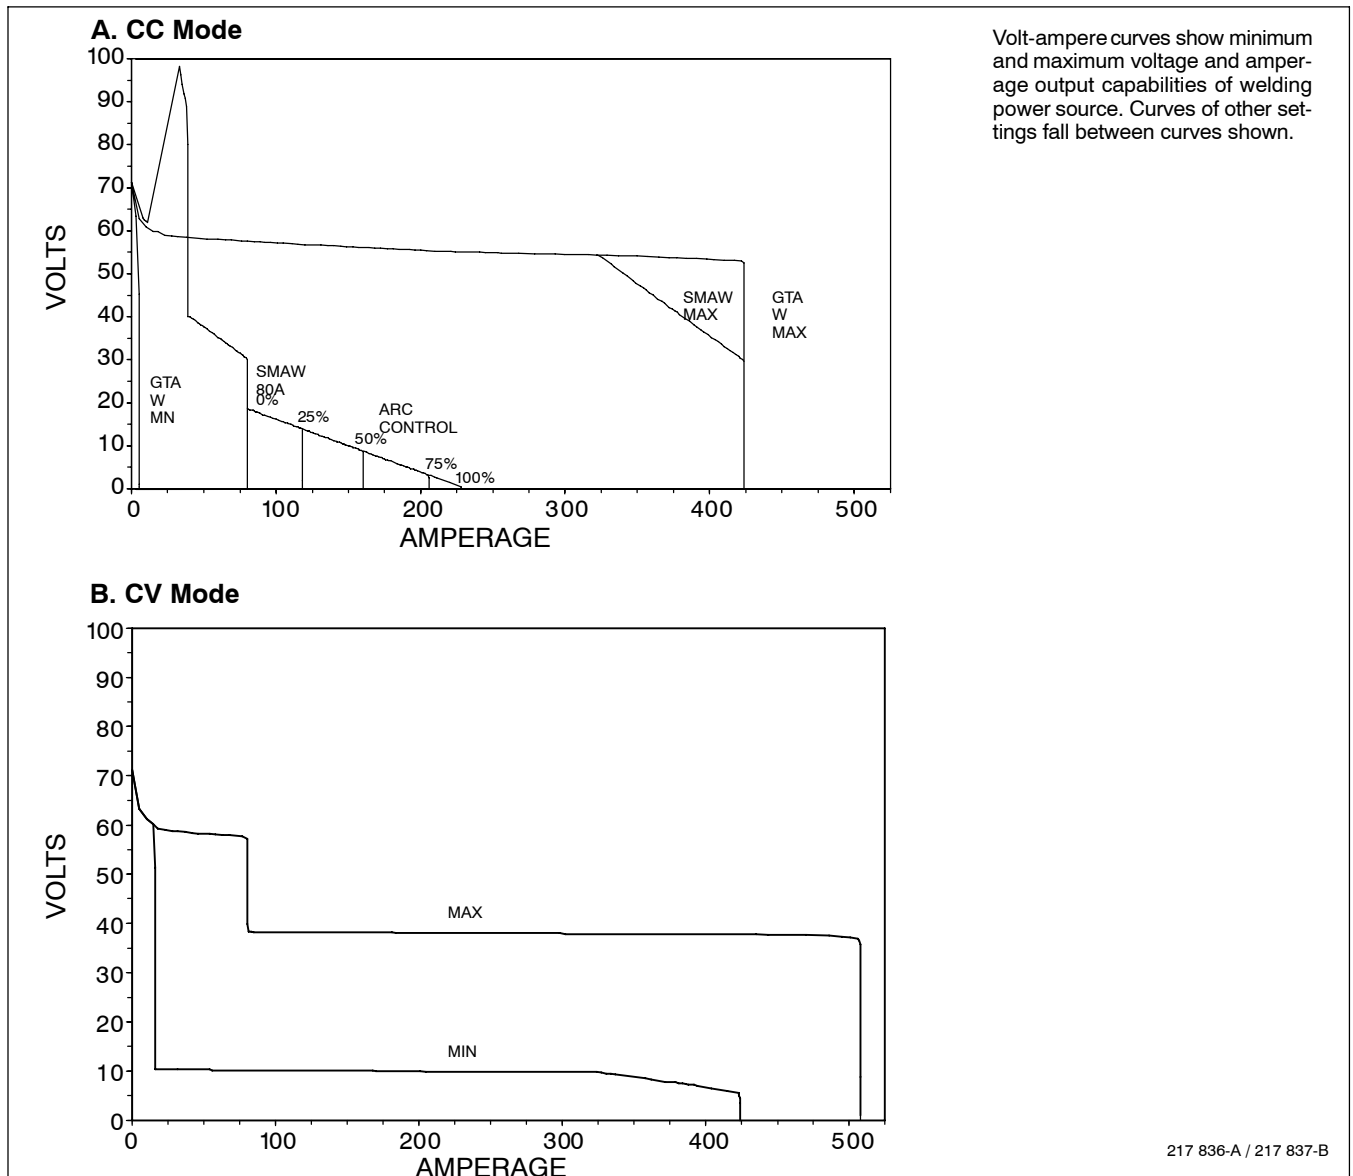 A. CC Mode
Volt-ampere curves show minimum
and maximum voltage and amper-
age output capabilities of welding
power source. Curves of other set-
tings fall between curves shown.
100
90
80
70
60
50
40
30
20
10
0
VOLTS
GTA
W
MN
SMAW
80A
0%
25%
50%
75%
100%
ARC
CONTROL
SMAW
MAX
GTA
W
MAX
0 100 200 300 400 500
AMPERAGE
B. CV Mode
100
90
80
70
60
50
40
30
20
10
0
VOLTS
MAX
MIN
0 100 200 300 400 500
AMPERAGE
217 836-A / 217 837-B